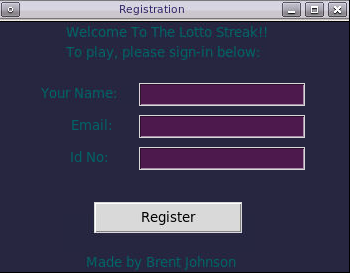 Registration
Welcome To The Lotto Streak!!
To play, please sign-in below:
Your Name:
Email:
Id No:
Register
Made by Brent Johnson